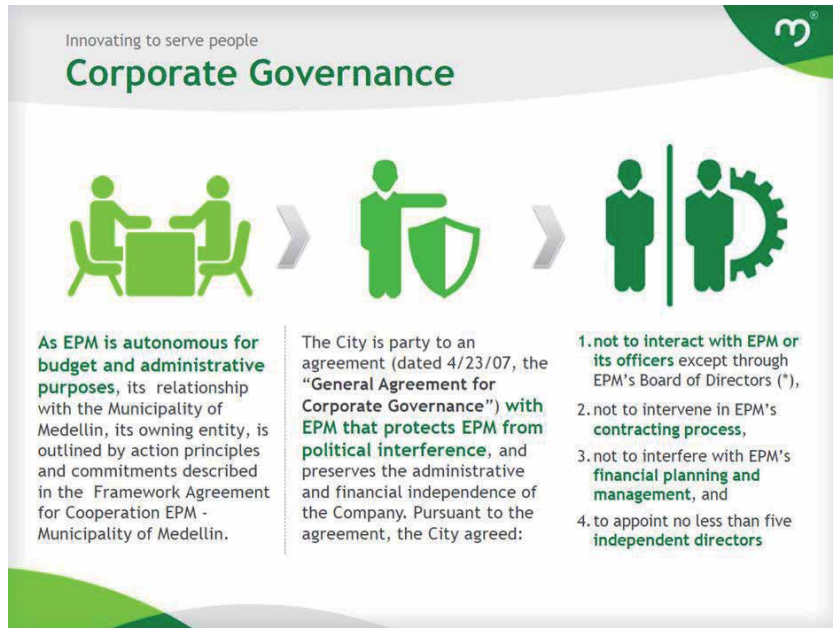 Innovating to serve people
Corporate Governance
As EPM is autonomous for
budget and administrative
purposes, its relationship
with the Municipality of
Medellin, its owning entity, is
outlined by action principles
and commitments described
in the Framework Agreement
for Cooperation EPM -
Municipality of Medellin.
The City is party to an
agreement (dated 4/23/07, the
“General Agreement for
Corporate Governance”) with
EPM that protects EPM from
political interference, and
preserves the administrative
and financial independence of
the Company. Pursuant to the
agreement, the City agreed:
1. not to interact with EPM or
its officers except through
EPM’s Board of Directors (*),
2. not to intervene in EPM’s
contracting process,
3. not to interfere with EPM’s
financial planning and
management, and
4. to appoint no less than five
independent directors